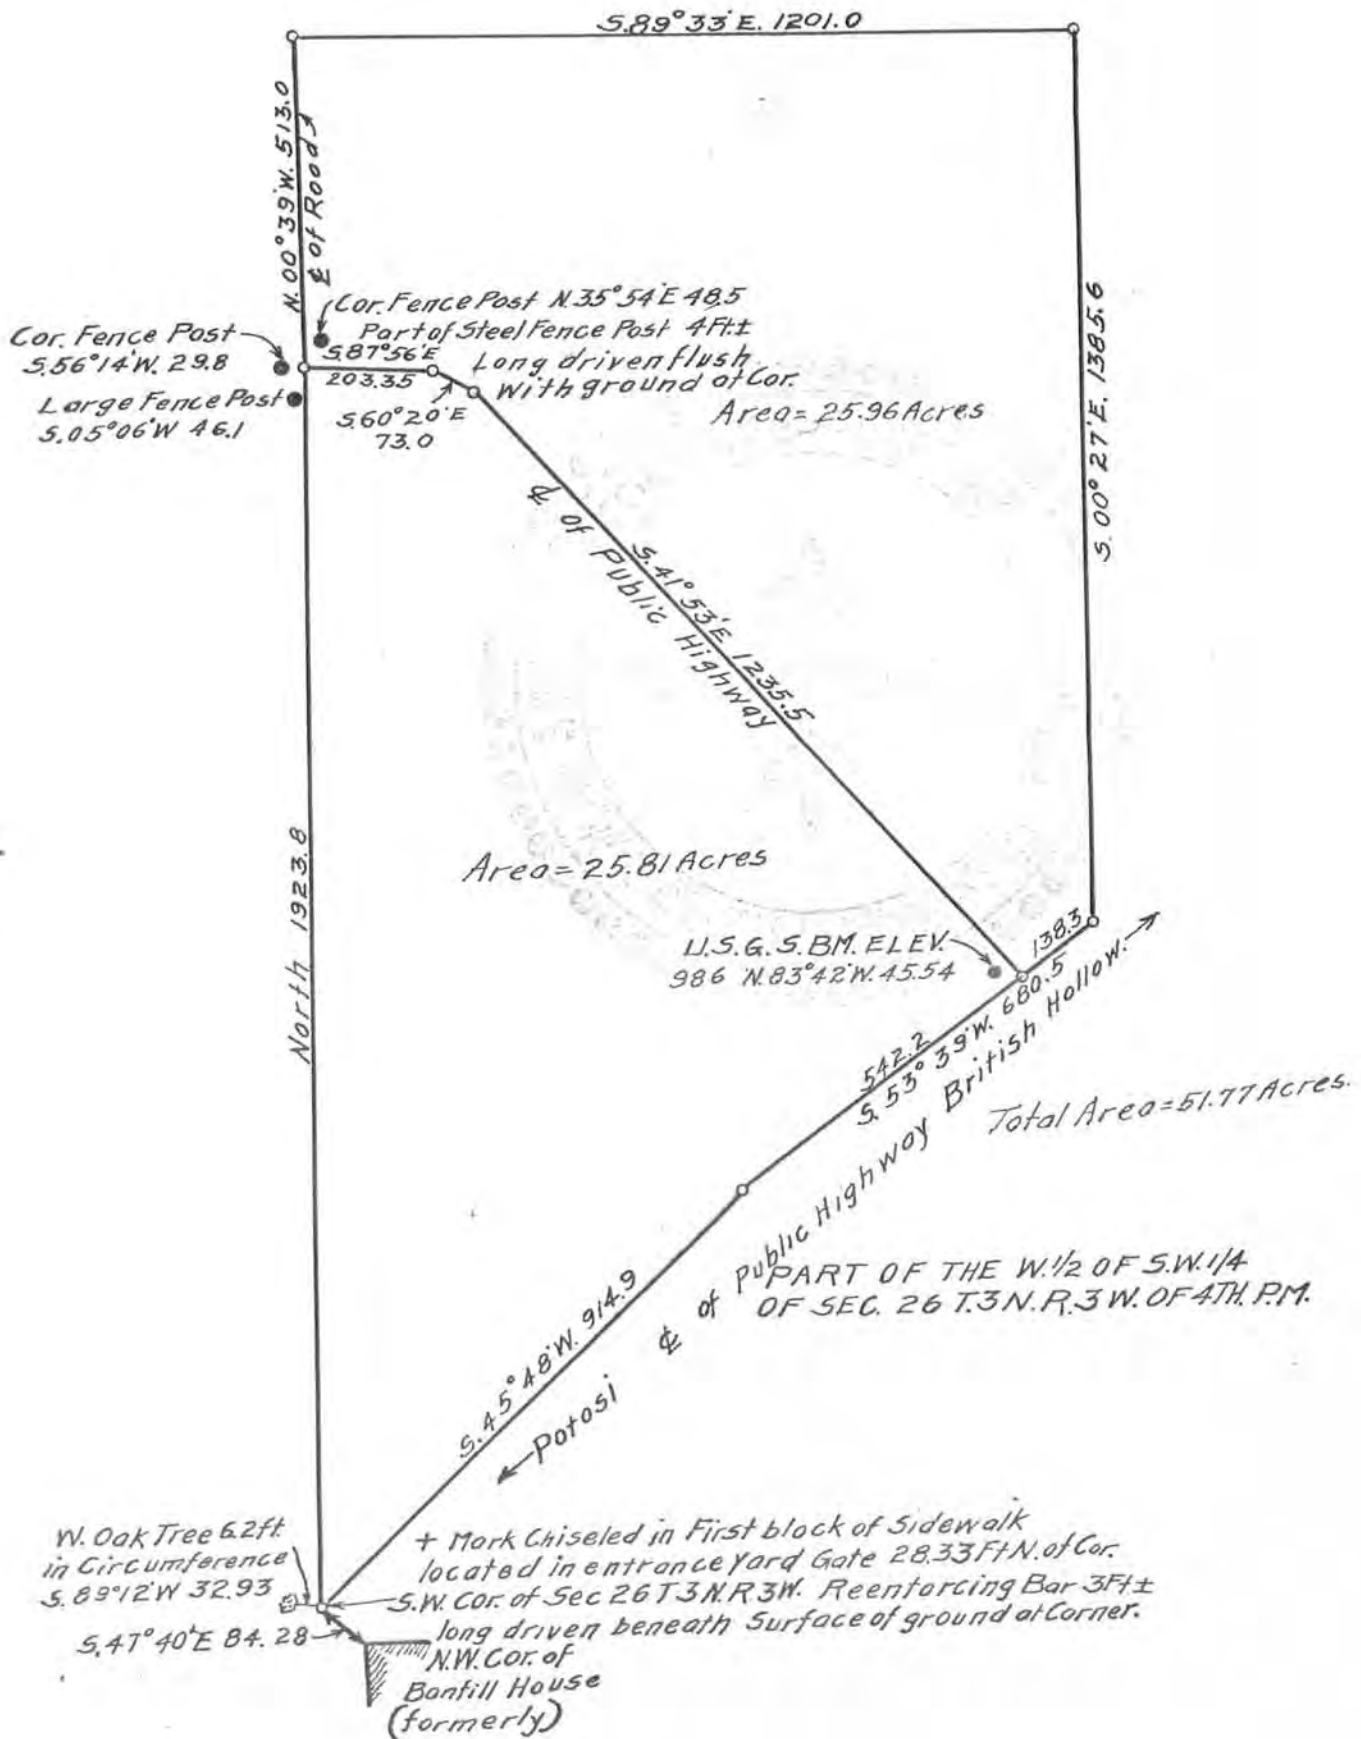 S.89°33'E. 1201.0
N.00°39'W. 513.0
℄ of Road
Cor. Fence Post N.35°54'E 48.5
Cor. Fence Post
S.56°14'W. 29.8
Part of Steel Fence Post 4Ft.±
Long driven flush
With ground at Cor.
S.87°56'E
203.35
Large Fence Post
S.05°06'W 46.1
S.60°20'E
73.0
Area = 25.96 Acres
S.00°27'E. 1385.6
℄ of Public Highway
S.41°53'E 1235.5
North 1923.8
Area = 25.81 Acres
U.S.G.S. BM. ELEV.
986 N.83°42'W. 45.54
138.3
542.2
S.53°39'W. 680.5
British Hollow.
Total Area = 51.77 Acres.
℄ of Public Highway
S.45°48'W. 914.9
Potosi
PART OF THE W.1/2 OF S.W.1/4
OF SEC. 26 T.3N.R.3W. OF 4TH. P.M.
W. Oak Tree 6.2ft.
in Circumference
S.89°12'W 32.93
S.47°40'E 84.28
+ Mark Chiseled in First block of Sidewalk
located in entrance yard Gate 28.33 Ft N. of Cor.
S.W. Cor. of Sec 26 T3N.R3W. Reenforcing Bar 3Ft±
long driven beneath Surface of ground at Corner.
N.W. Cor. of
Banfill House
(formerly)